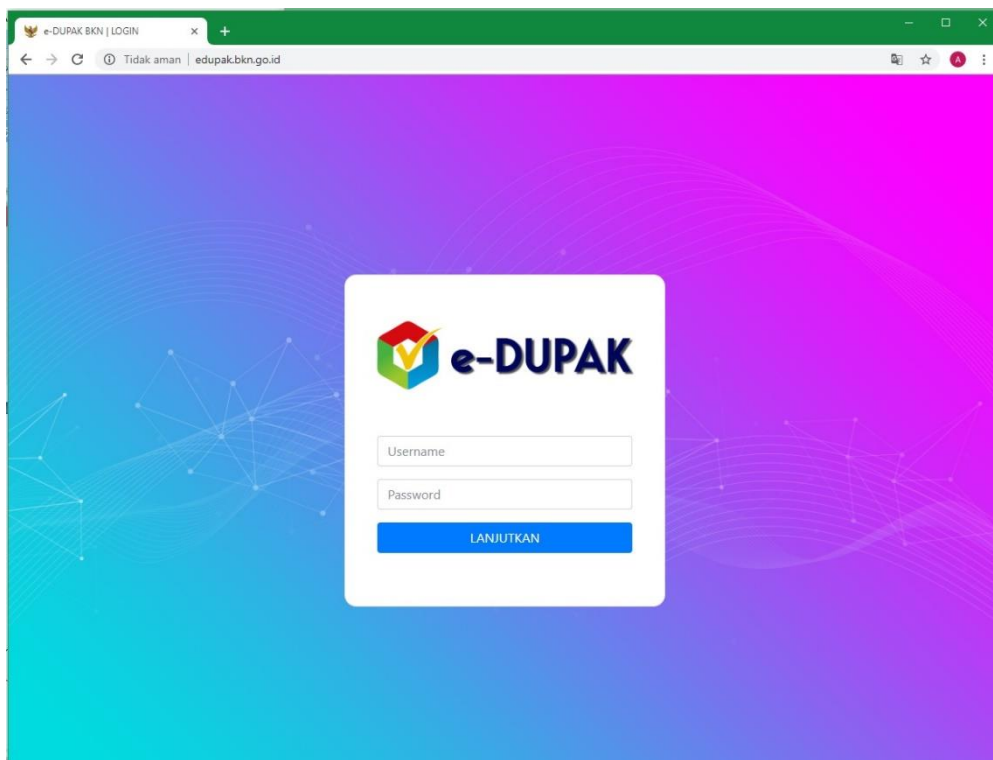 e-DUPAK BKN | LOGIN
Tidak aman | edupak.bkn.go.id
A
e-DUPAK
Username
Password
LANJUTKAN